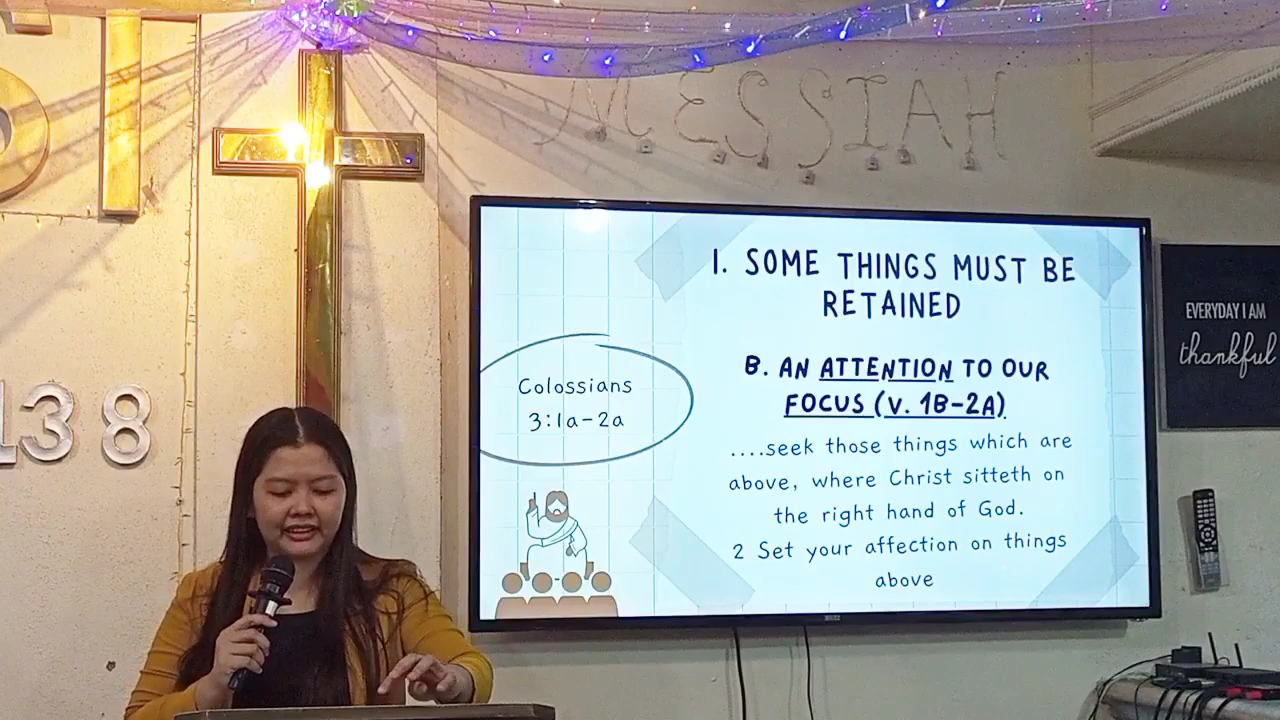 MESSIAH
I. SOME THINGS MUST BE
RETAINED
B. AN ATTENTION TO OUR
FOCUS (V. 1B-2A)
....seek those things which are
above, where Christ sitteth on
the right hand of God.
2 Set your affection on things
above
Colossians
3:1a-2a
EVERYDAY I AM
thankful
138